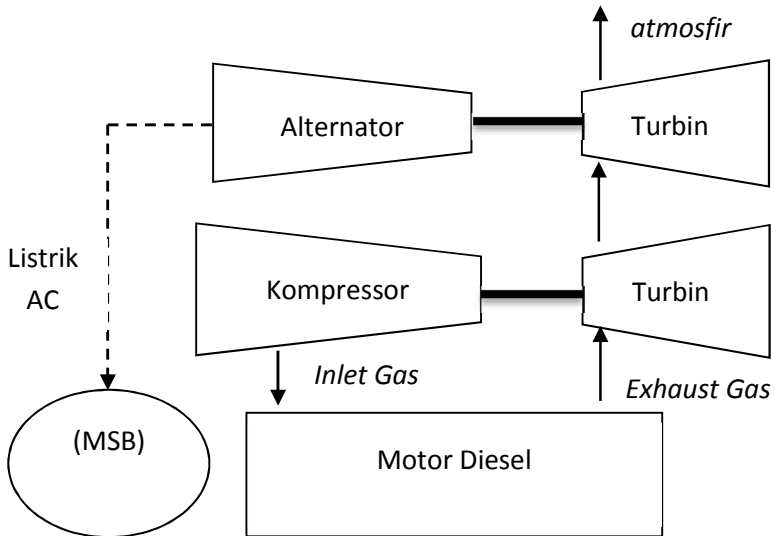 atmosfir
Alternator
Turbin
Listrik
AC
Kompressor
Turbin
Inlet Gas
Exhaust Gas
(MSB)
Motor Diesel